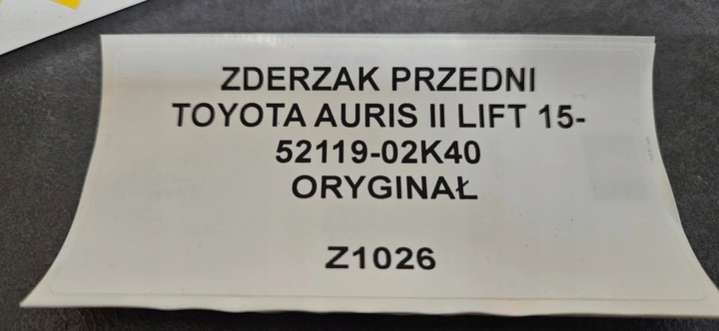 ZDERZAK PRZEDNI
TOYOTA AURIS II LIFT 15-
52119-02K40
ORYGINAŁ
Z1026